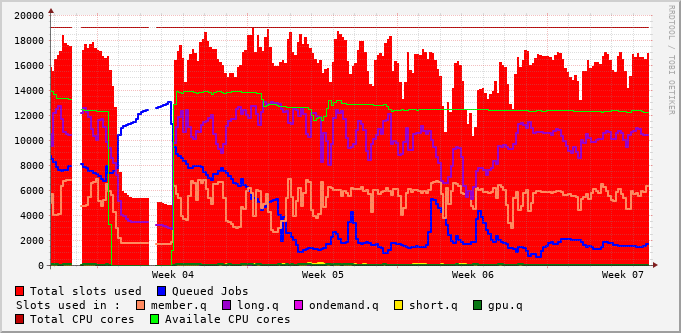 20000
18000
16000
14000
12000
10000
8000
6000
4000
2000
0
Week 04 Week 05 Week 06 Week 07
RRDTOOL / TOBI OETIKER
Total slots used Queued Jobs
Slots used in : member.q long.q ondemand.q short.q gpu.q
Total CPU cores Availale CPU cores